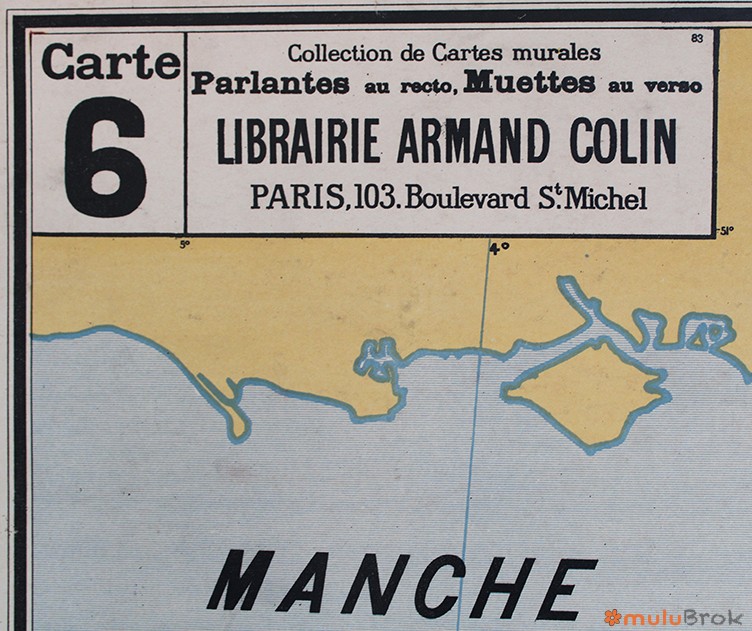 Carte
6
83
Collection de Cartes murales
Parlantes au recto, Muettes au verso
LIBRAIRIE ARMAND COLIN
PARIS, 103. Boulevard St. Michel
5°
4°
51°
MANCHE
muluBrok